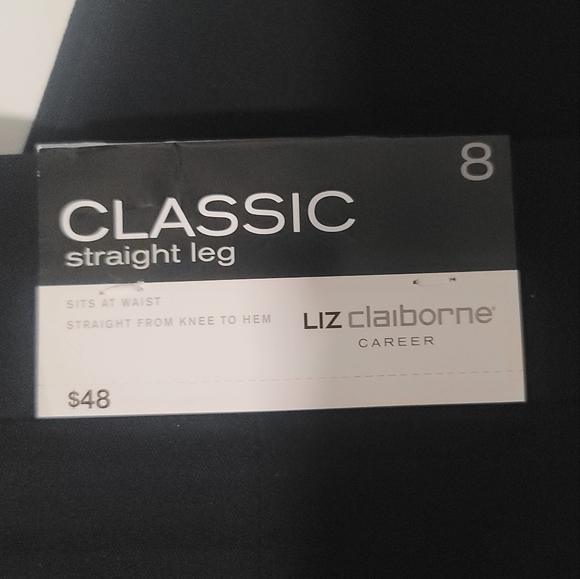 8
CLASSIC
straight leg
SITS AT WAIST
STRAIGHT FROM KNEE TO HEM
LIZ claiborne®
CAREER
$48